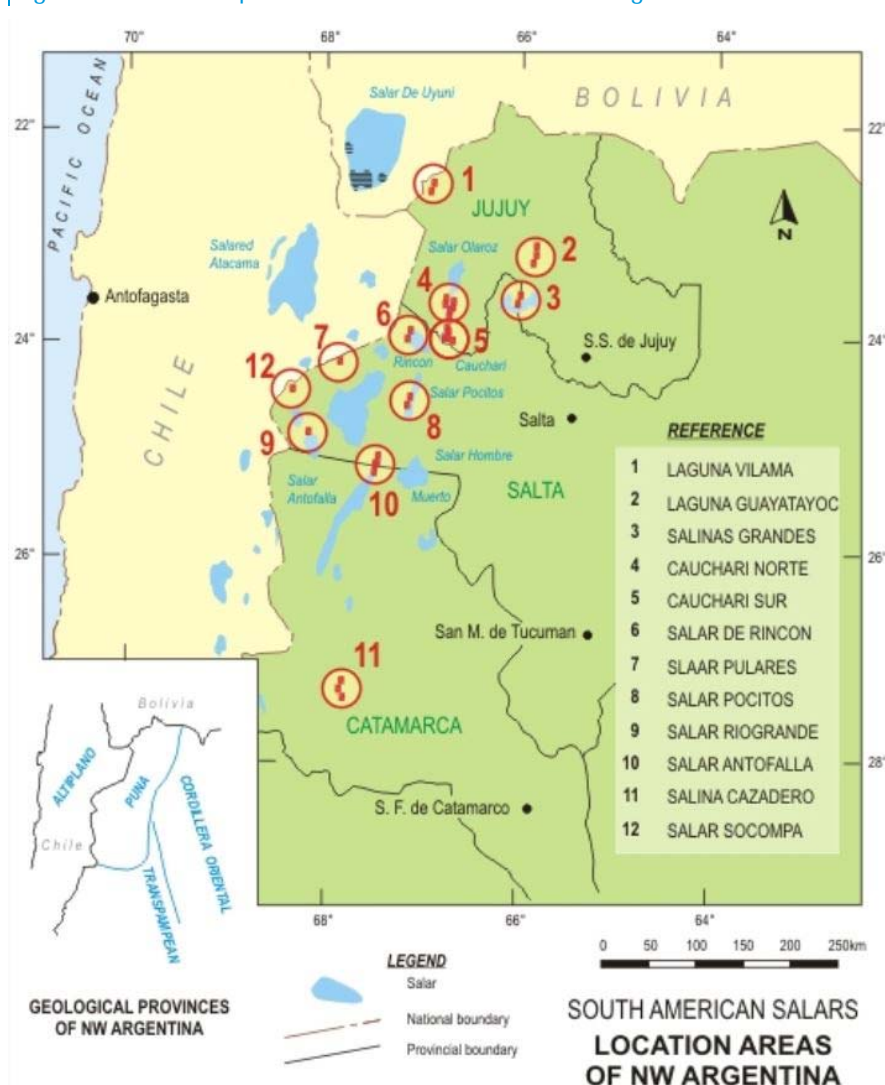 70°
68°
66°
64°
PACIFIC OCEAN
Salar De Uyuni
BOLIVIA
22°
22°
1
JUJUY
2
Salar Olaroz
Salared
Atacama
N
4
3
Antofagasta
6
24°
24°
7
5
S.S. de Jujuy
12
Rincon
Cauchari
Salar Pocitos
CHILE
8
Salta
9
Salar Hombre
Salar
Antofalla
Muerto
SALTA
10
26°
26°
San M. de Tucuman
11
CATAMARCA
28°
S. F. de Catamarco
REFERENCE
1 LAGUNA VILAMA
2 LAGUNA GUAYATAYOC
3 SALINAS GRANDES
4 CAUCHARI NORTE
5 CAUCHARI SUR
6 SALAR DE RINCON
7 SLAAR PULARES
8 SALAR POCITOS
9 SALAR RIOGRANDE
10 SALAR ANTOFALLA
11 SALINA CAZADERO
12 SALAR SOCOMPA
Bolivia
ALTIPLANO
PUNA
CORDILLERA ORIENTAL
Chile
TRANSPAMPEAN
68°
66°
64°
0 50 100 150 200 250km
LEGEND
Salar
National boundary
Provincial boundary
GEOLOGICAL PROVINCES
OF NW ARGENTINA
SOUTH AMERICAN SALARS
LOCATION AREAS
OF NW ARGENTINA